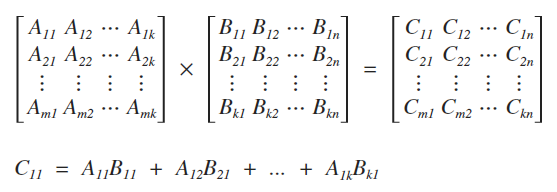 A11 A12 ⋯ A1k B11 B12 ⋯ B1n C11 C12 ⋯ C1n
A21 A22 ⋯ A2k × B21 B22 ⋯ B2n = C21 C22 ⋯ C2n
⋮ ⋮ ⋮ ⋮ ⋮ ⋮ ⋮ ⋮ ⋮ ⋮ ⋮ ⋮
Am1 Am2 ⋯ Amk Bk1 Bk2 ⋯ Bkn Cm1 Cm2 ⋯ Ckn
C11 = A11B11 + A12B21 + ... + A1kBk1